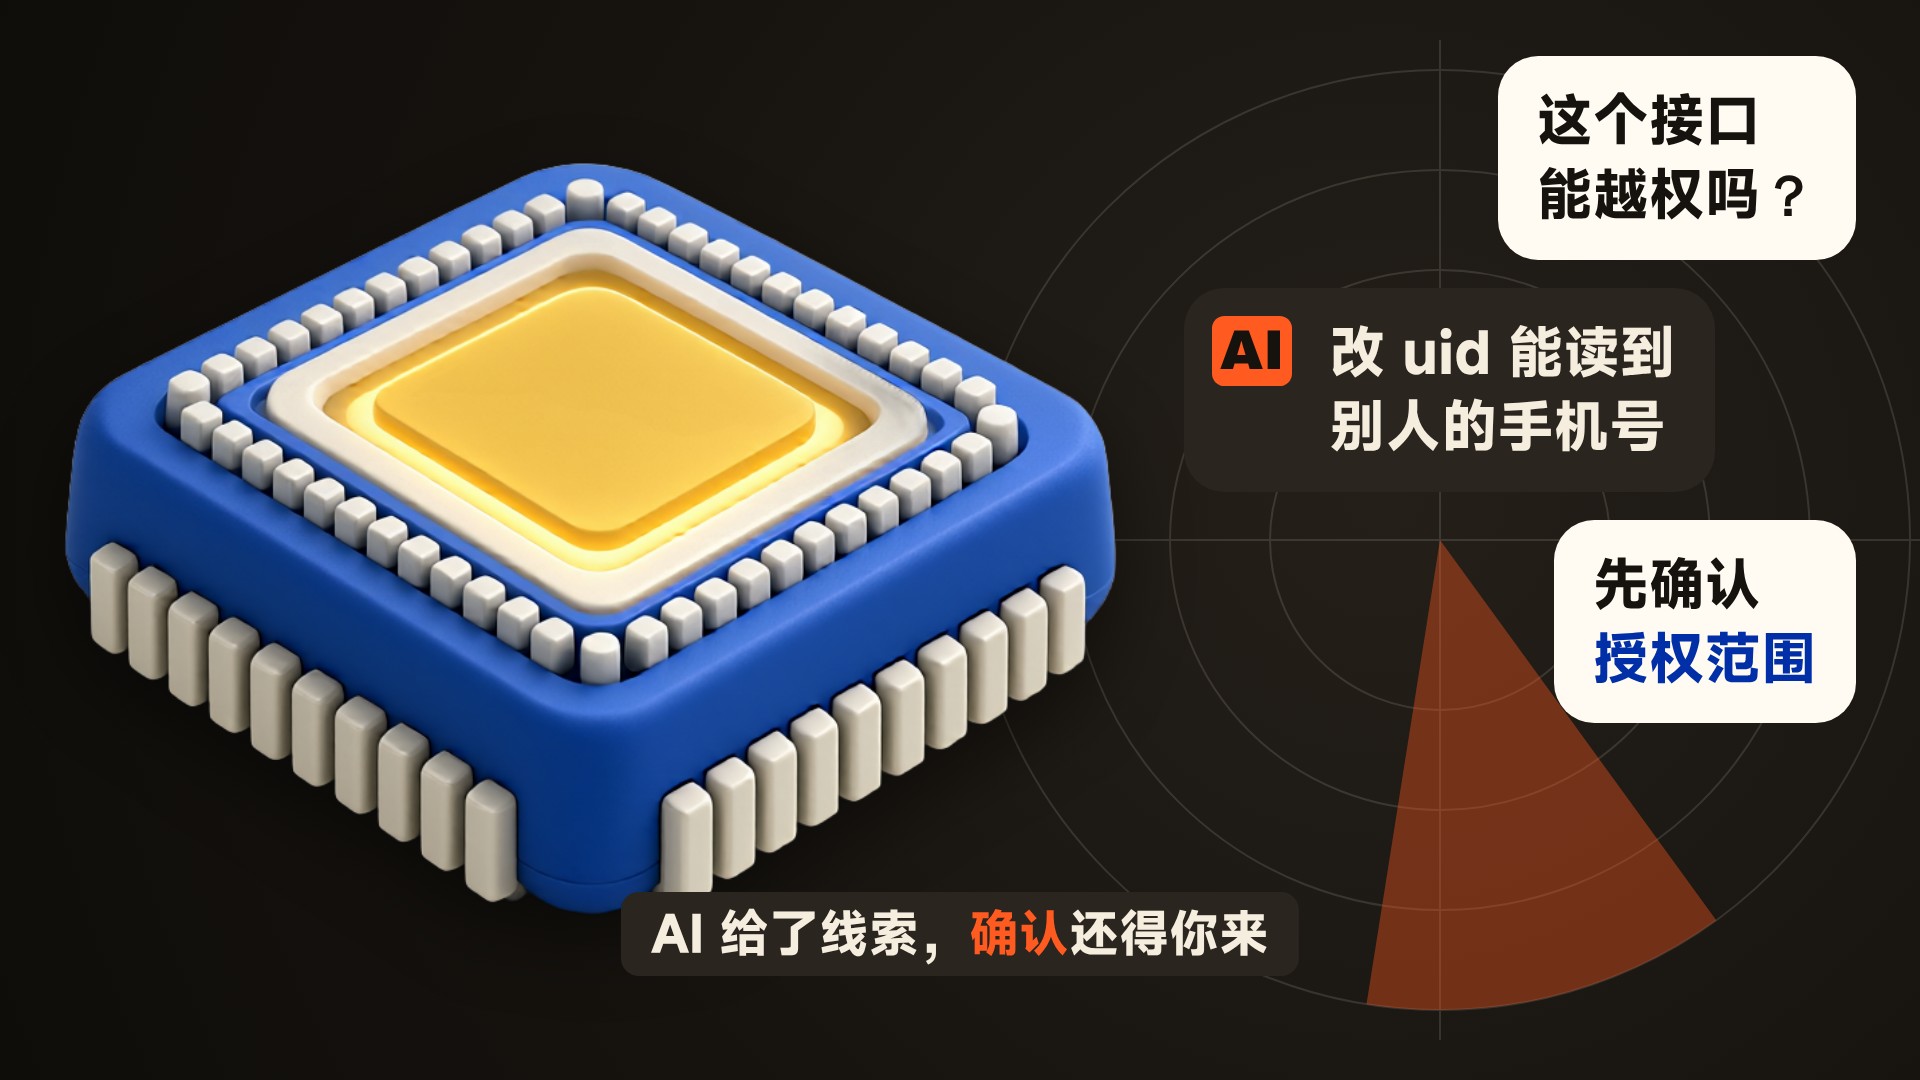 这个接口
能越权吗？
AI
改 uid 能读到
别人的手机号
先确认
授权范围
AI 给了线索，确认还得你来